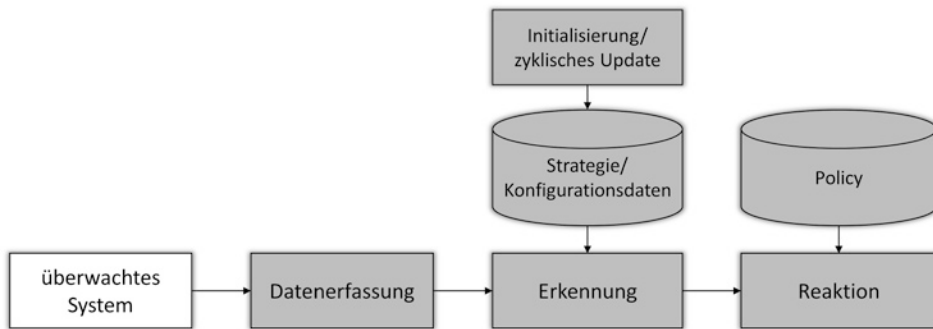 Initialisierung/
zyklisches Update
Strategie/
Konfigurationsdaten
Policy
überwachtes
System
Datenerfassung
Erkennung
Reaktion